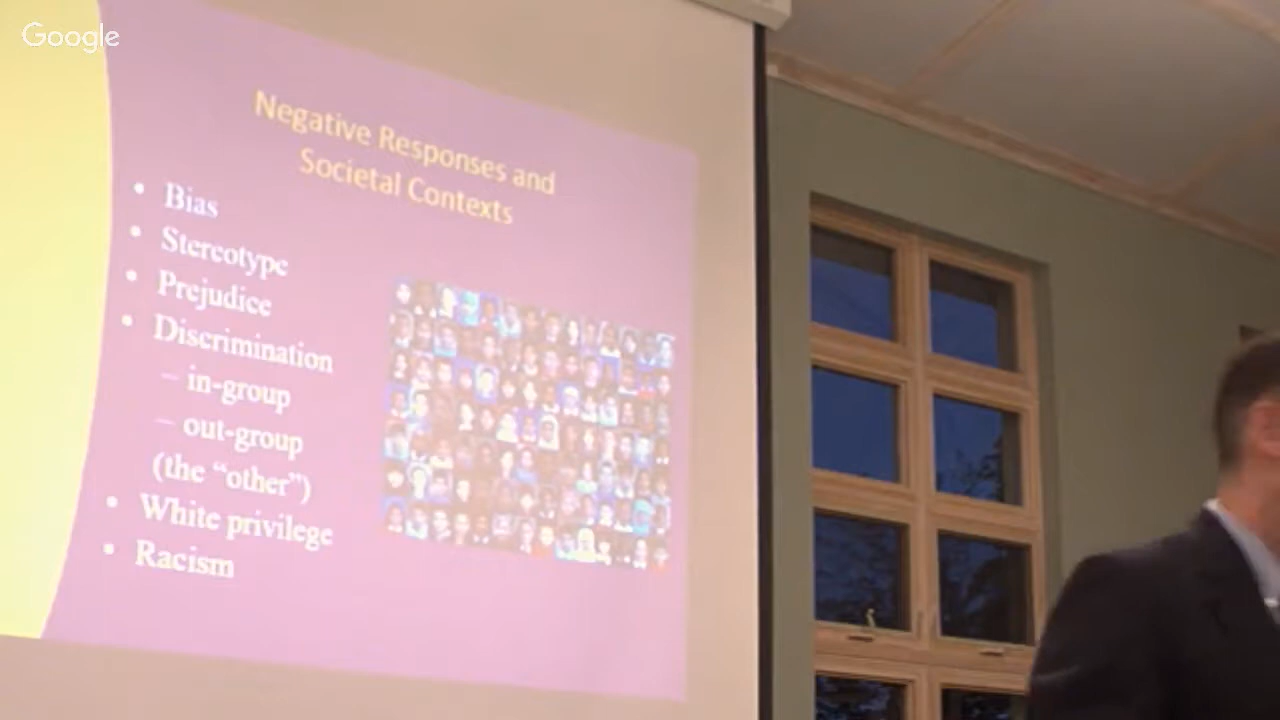 Google
Negative Responses and
Societal Contexts
• Bias
• Stereotype
• Prejudice
• Discrimination
– in-group
– out-group
(the “other”)
• White privilege
• Racism